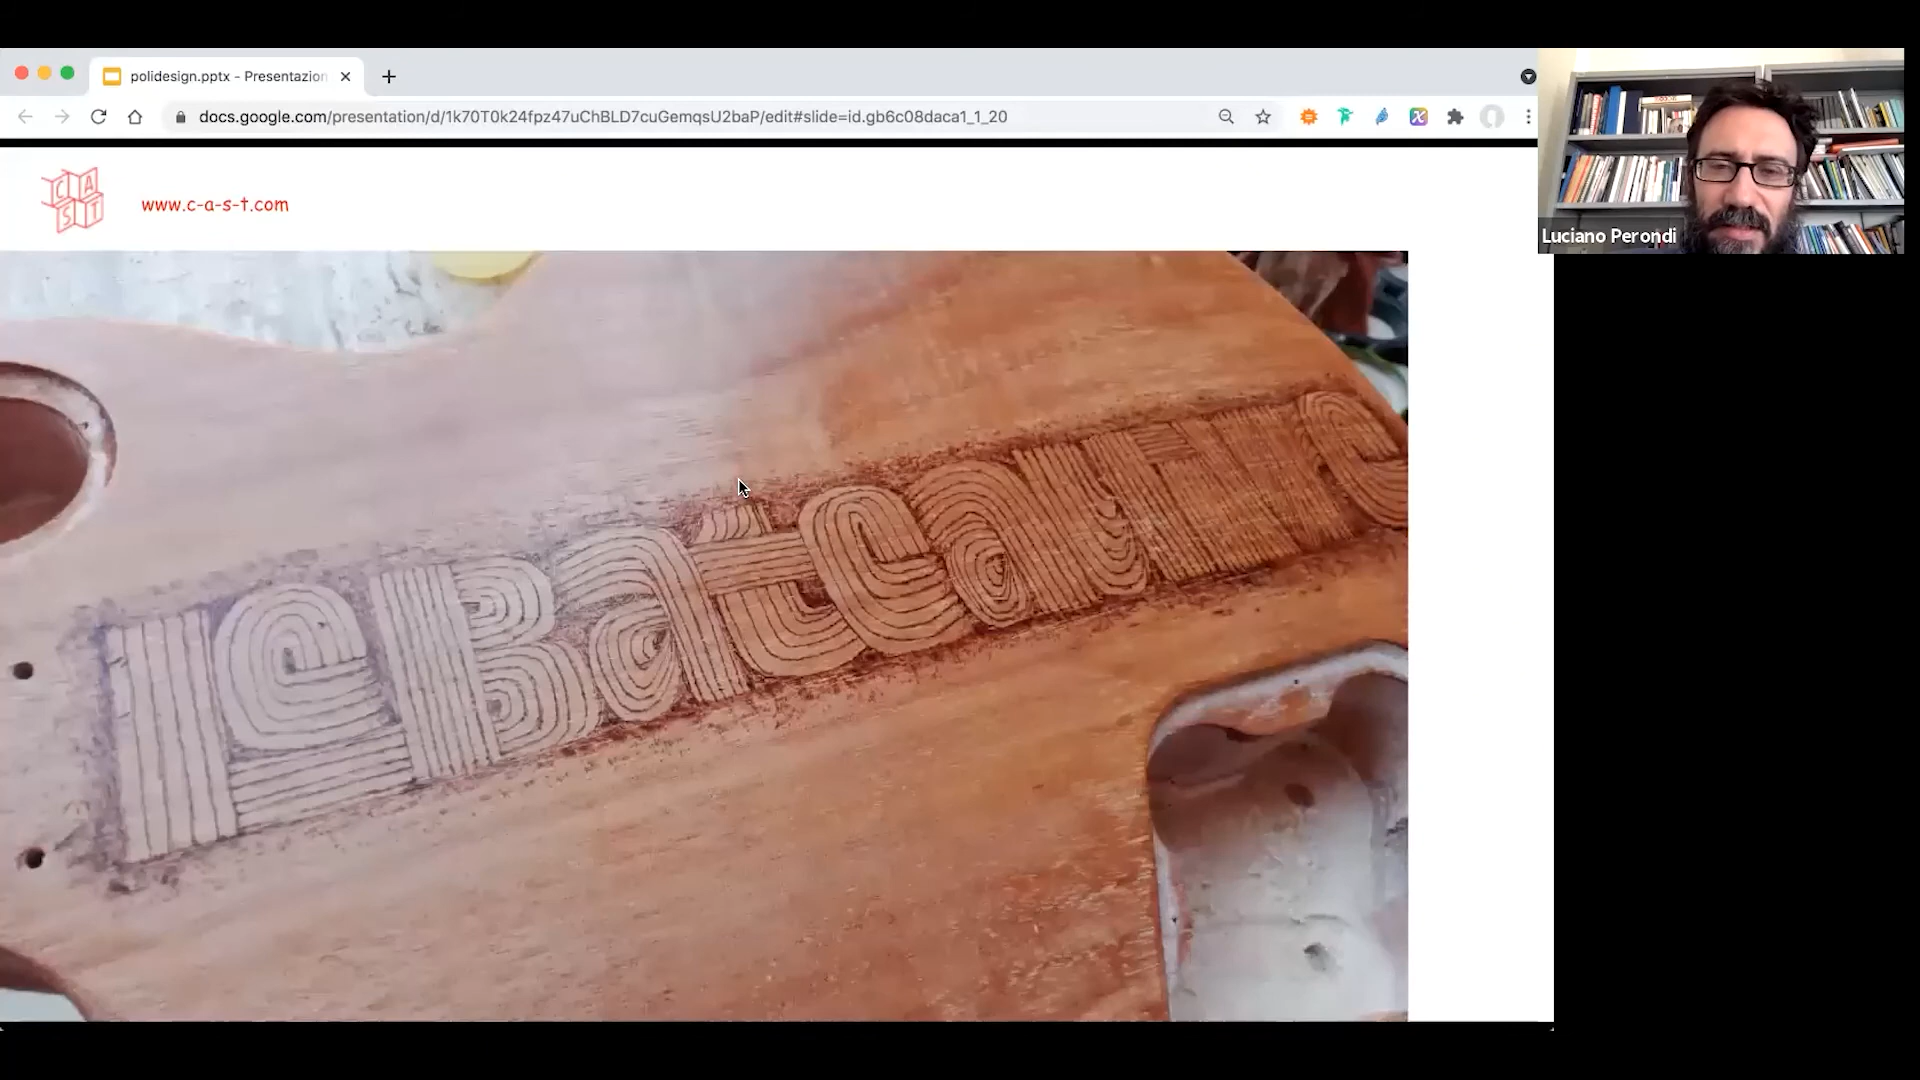 polidesign.pptx - Presentazion
docs.google.com/presentation/d/1k70T0k24fpz47uChBLD7cuGemqsU2baP/edit#slide=id.gb6c08daca1_1_20
C A
S T
www.c-a-s-t.com
Luciano Perondi